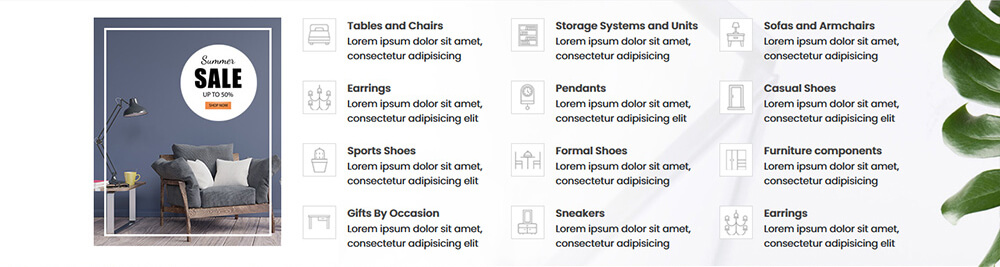 Summer
SALE
UP TO 50%
SHOP NOW
Tables and Chairs
Lorem ipsum dolor sit amet,
consectetur adipisicing
Storage Systems and Units
Lorem ipsum dolor sit amet,
consectetur adipisicing
Sofas and Armchairs
Lorem ipsum dolor sit amet,
consectetur adipisicing
Earrings
Lorem ipsum dolor sit amet,
consectetur adipisicing elit
Pendants
Lorem ipsum dolor sit amet,
consectetur adipisicing elit
Casual Shoes
Lorem ipsum dolor sit amet,
consectetur adipisicing elit
Sports Shoes
Lorem ipsum dolor sit amet,
consectetur adipisicing elit
Formal Shoes
Lorem ipsum dolor sit amet,
consectetur adipisicing
Furniture components
Lorem ipsum dolor sit amet,
consectetur adipisicing
Gifts By Occasion
Lorem ipsum dolor sit amet,
consectetur adipisicing elit
Sneakers
Lorem ipsum dolor sit amet,
consectetur adipisicing
Earrings
Lorem ipsum dolor sit amet,
consectetur adipisicing elit